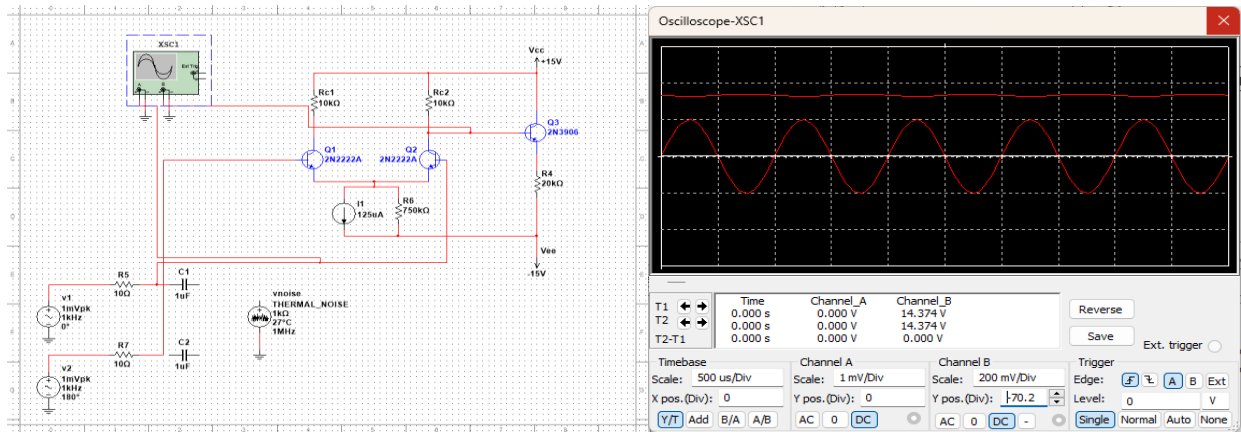 XSC1
Ext Trig
A
B
Vcc
+15V
Rc1
10kΩ
Rc2
10kΩ
Q3
2N3906
Q1
2N2222A
Q2
2N2222A
R4
20kΩ
I1
125uA
R6
750kΩ
Vee
-15V
R5
10Ω
C1
1uF
v1
1mVpk
1kHz
0°
vnoise
THERMAL_NOISE
1kΩ
27°C
1MHz
R7
10Ω
C2
1uF
v2
1mVpk
1kHz
180°
Oscilloscope-XSC1
T1
T2
T2-T1
Time Channel_A Channel_B
0.000 s 0.000 V 14.374 V
0.000 s 0.000 V 14.374 V
0.000 s 0.000 V 0.000 V
Reverse
Save
Ext. trigger
Timebase
Scale: 500 us/Div
X pos.(Div): 0
Y/T Add B/A A/B
Channel A
Scale: 1 mV/Div
Y pos.(Div): 0
AC 0 DC
Channel B
Scale: 200 mV/Div
Y pos.(Div): -70.2
AC 0 DC -
Trigger
Edge: A B Ext
Level: 0 V
Single Normal Auto None